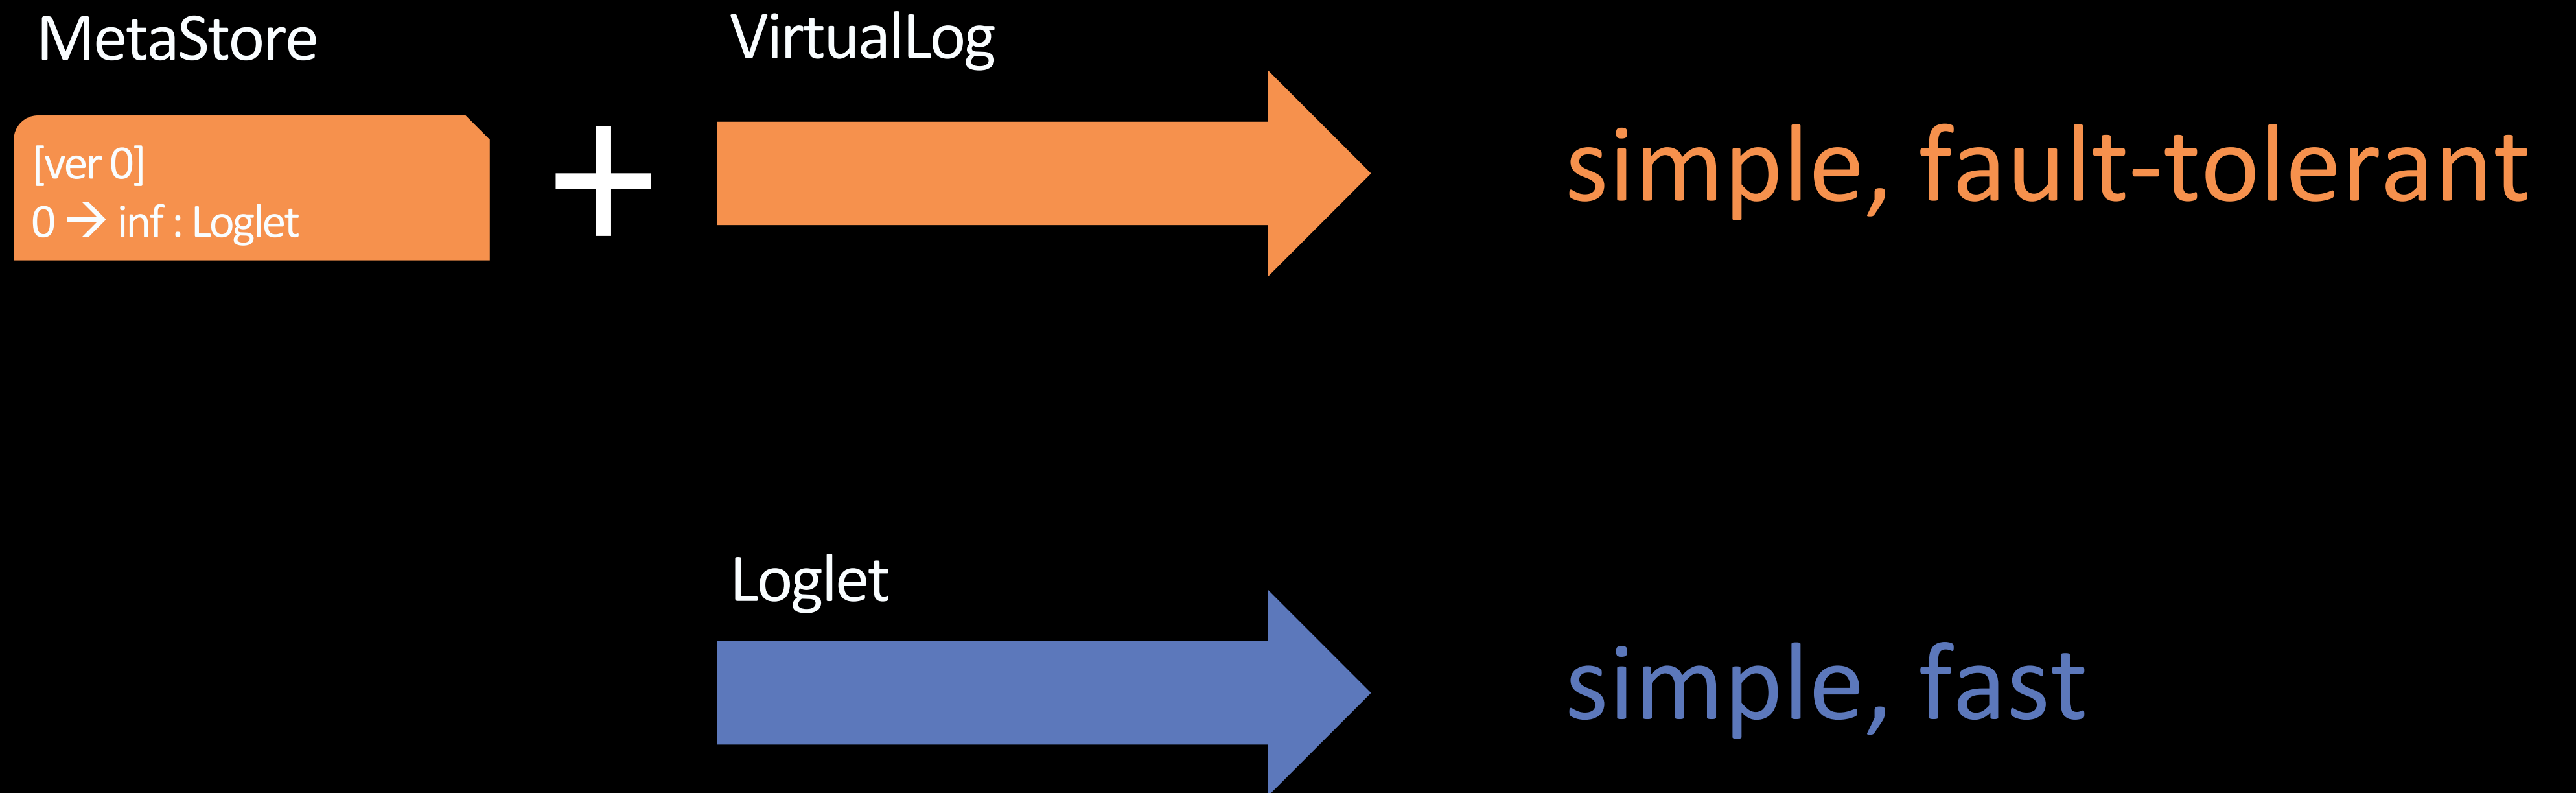 MetaStore
[ver 0]
0 → inf : Loglet
+
VirtualLog
simple, fault-tolerant
Loglet
simple, fast